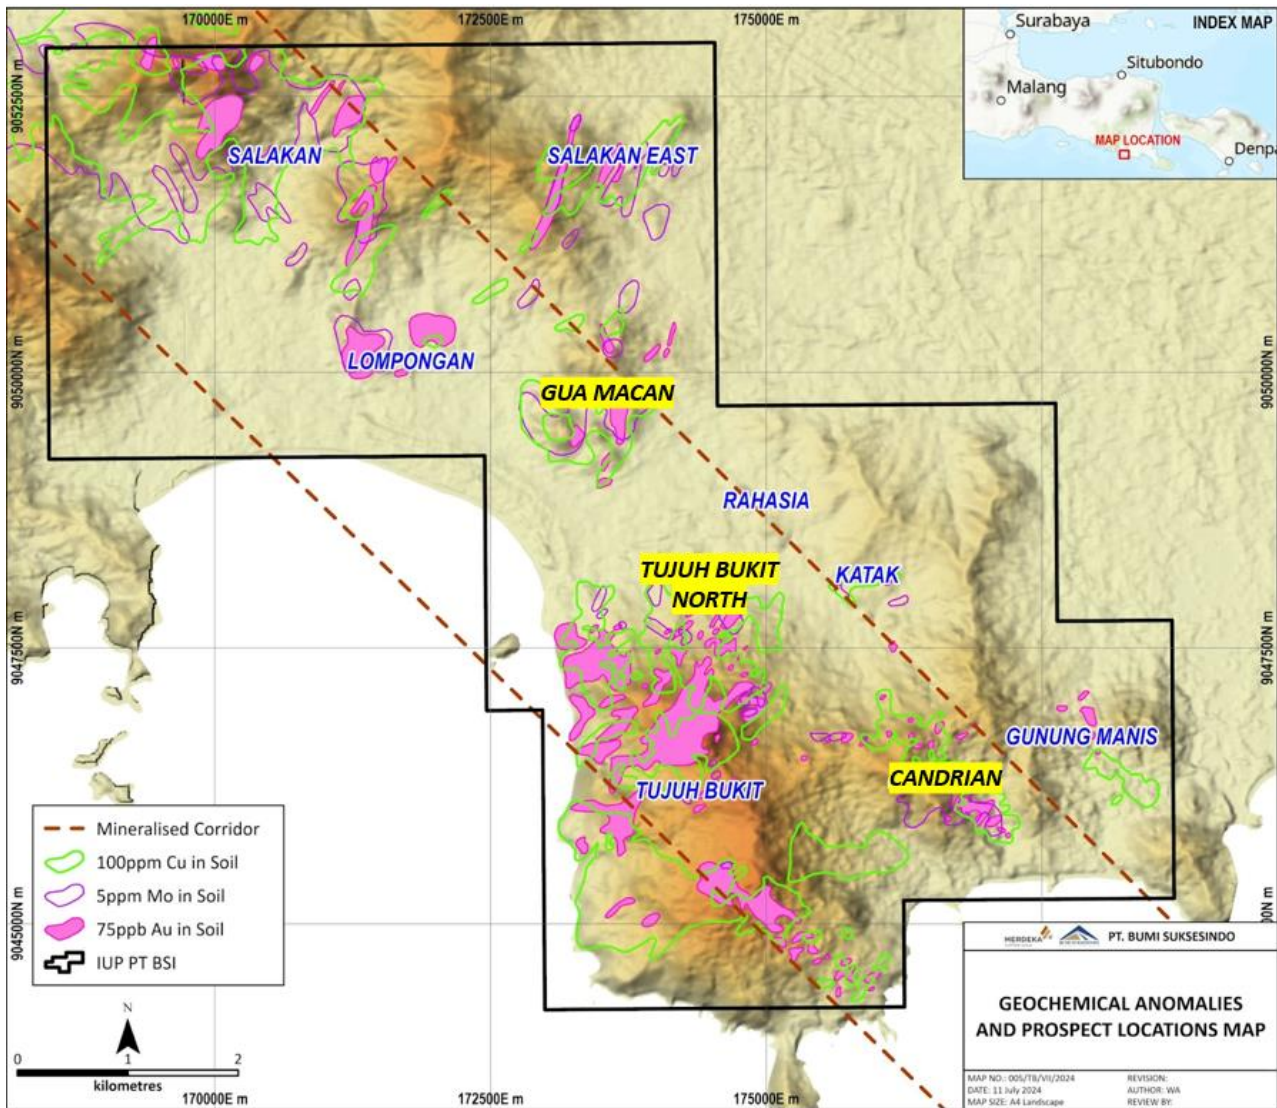 170000E m
172500E m
175000E m
INDEX MAP
Surabaya
Situbondo
Malang
MAP LOCATION
Denpa
9052500N m
SALAKAN
SALAKAN EAST
LOMPONGAN
9050000N m
9050000N m
GUA MACAN
RAHASIA
TUJUH BUKIT
NORTH
KATAK
9047500N m
9047500N m
GUNUNG MANIS
CANDRIAN
TUJUH BUKIT
Mineralised Corridor
100ppm Cu in Soil
5ppm Mo in Soil
75ppb Au in Soil
IUP PT BSI
9045000N m
0N m
N
0 1 2
kilometres
170000E m
172500E m
175000E m
MERDEKA
PT. BUMI SUKSESINDO
GEOCHEMICAL ANOMALIES
AND PROSPECT LOCATIONS MAP
MAP NO.: 005/TB/VII/2024
REVISION:
DATE: 11 July 2024
AUTHOR: WA
MAP SIZE: A4 Landscape
REVIEW BY: